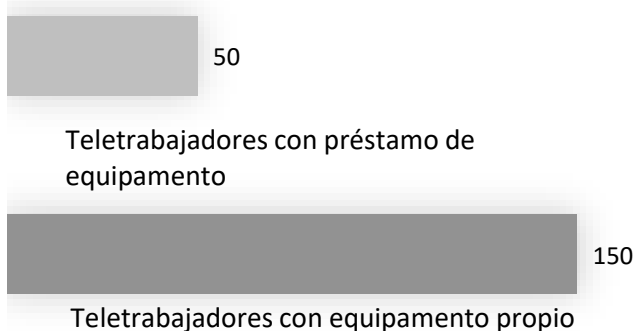 50
Teletrabajadores con préstamo de
equipamento
150
Teletrabajadores con equipamento propio